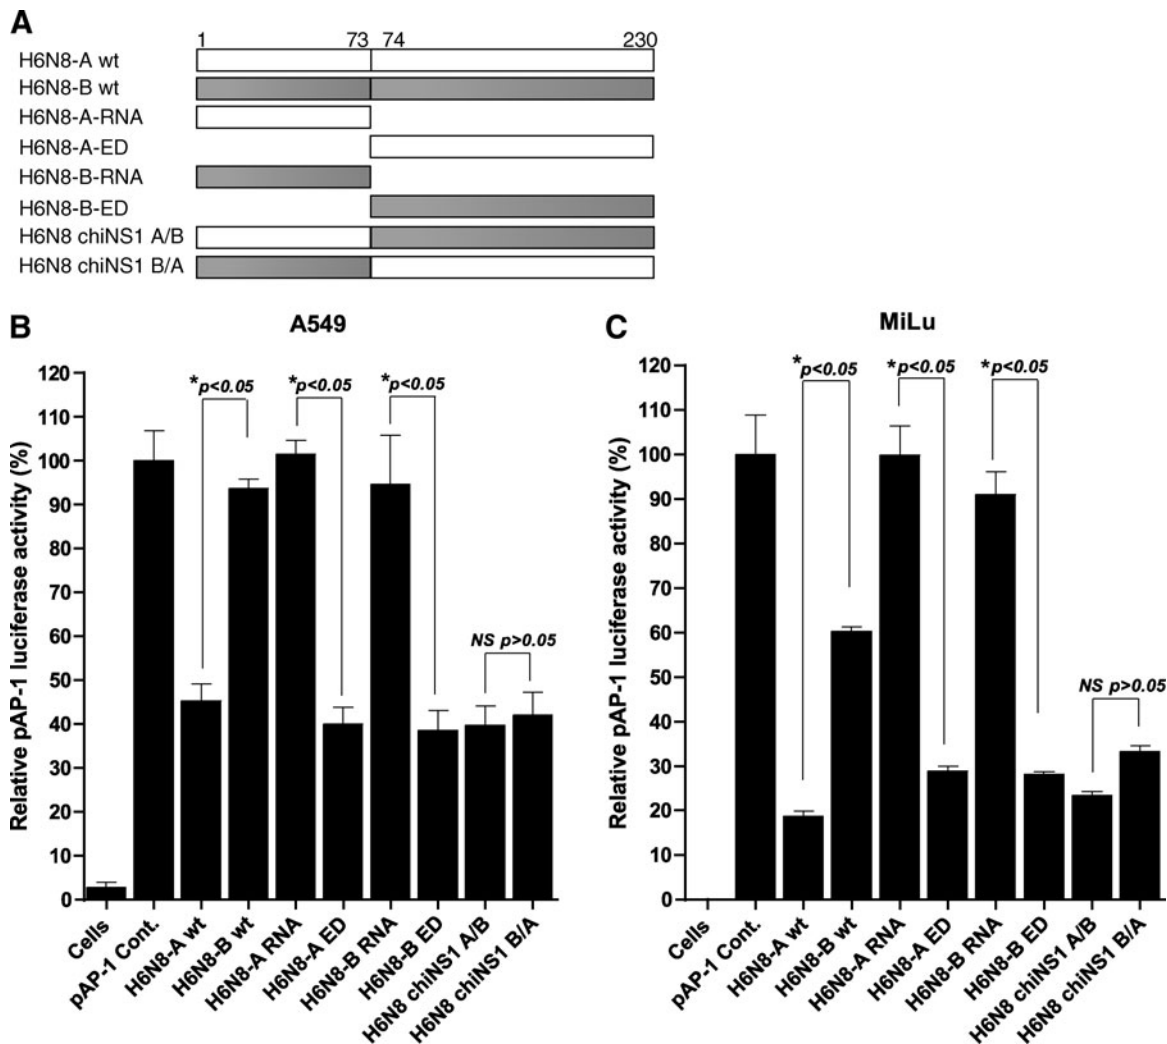 A
1 73 74 230
H6N8-A wt
H6N8-B wt
H6N8-A-RNA
H6N8-A-ED
H6N8-B-RNA
H6N8-B-ED
H6N8 chiNS1 A/B
H6N8 chiNS1 B/A
B
A549
Relative pAP-1 luciferase activity (%)
120
110
100
90
80
70
60
50
40
30
20
10
0
*p<0.05
*p<0.05
*p<0.05
NS p>0.05
Cells
pAP-1 Cont.
H6N8-A wt
H6N8-B wt
H6N8-A RNA
H6N8-A ED
H6N8-B RNA
H6N8-B ED
H6N8 chiNS1 A/B
H6N8 chiNS1 B/A
C
MiLu
Relative pAP-1 luciferase activity (%)
120
110
100
90
80
70
60
50
40
30
20
10
0
*p<0.05
*p<0.05
*p<0.05
NS p>0.05
Cells
pAP-1 Cont.
H6N8-A wt
H6N8-B wt
H6N8-A RNA
H6N8-A ED
H6N8-B RNA
H6N8-B ED
H6N8 chiNS1 A/B
H6N8 chiNS1 B/A